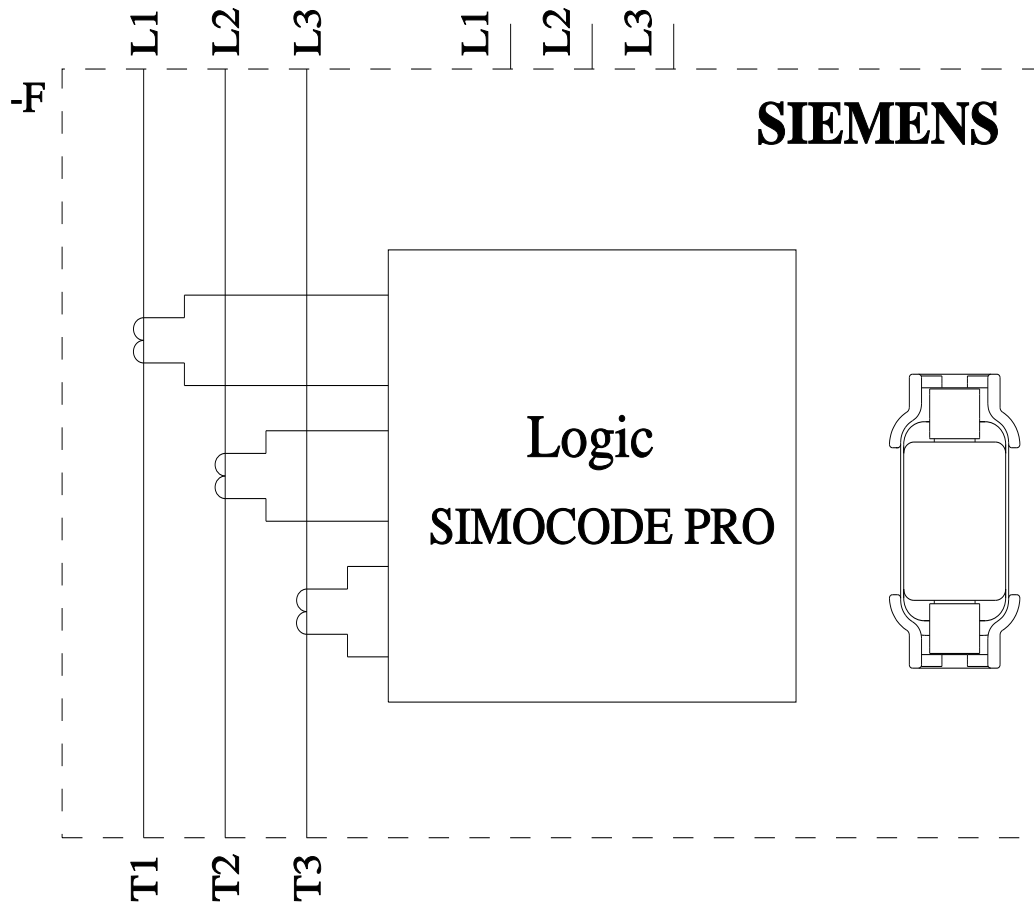 L1 L2 L3 L1 L2 L3
-F
SIEMENS
Logic
SIMOCODE PRO
T1 T2 T3